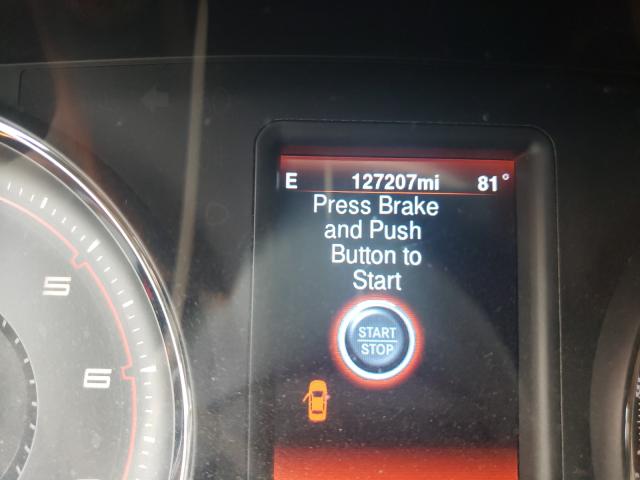 E 127207mi 81°
Press Brake
and Push
Button to
Start
START
STOP
5
6